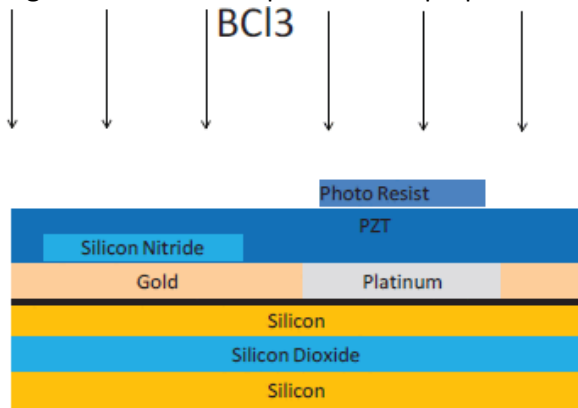 BCl3
Photo Resist
PZT
Silicon Nitride
Gold Platinum
Silicon
Silicon Dioxide
Silicon